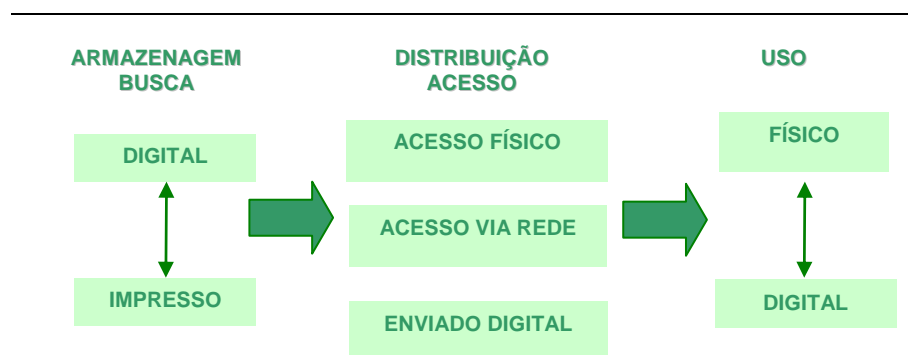 ARMAZENAGEM
BUSCA
DISTRIBUIÇÃO
ACESSO
USO
DIGITAL
IMPRESSO
ACESSO FÍSICO
ACESSO VIA REDE
ENVIADO DIGITAL
FÍSICO
DIGITAL